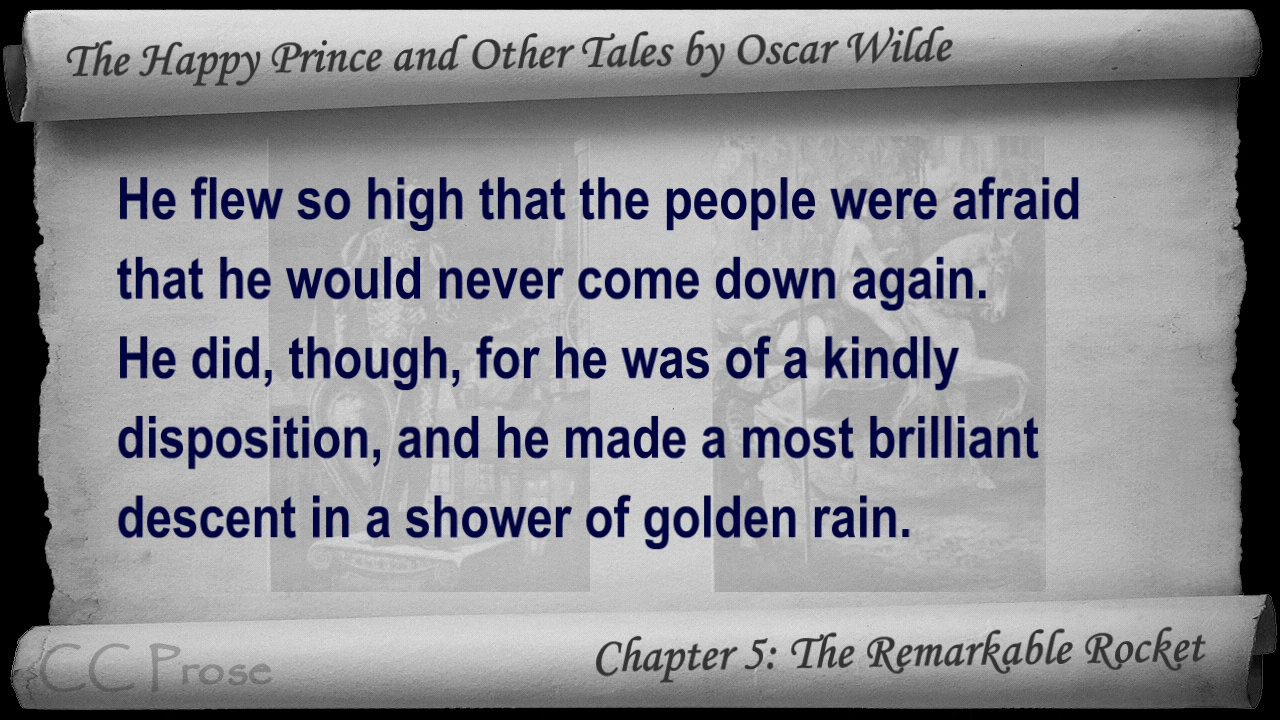 The Happy Prince and Other Tales by Oscar Wilde
He flew so high that the people were afraid
that he would never come down again.
He did, though, for he was of a kindly
disposition, and he made a most brilliant
descent in a shower of golden rain.
CC Prose
Chapter 5: The Remarkable Rocket